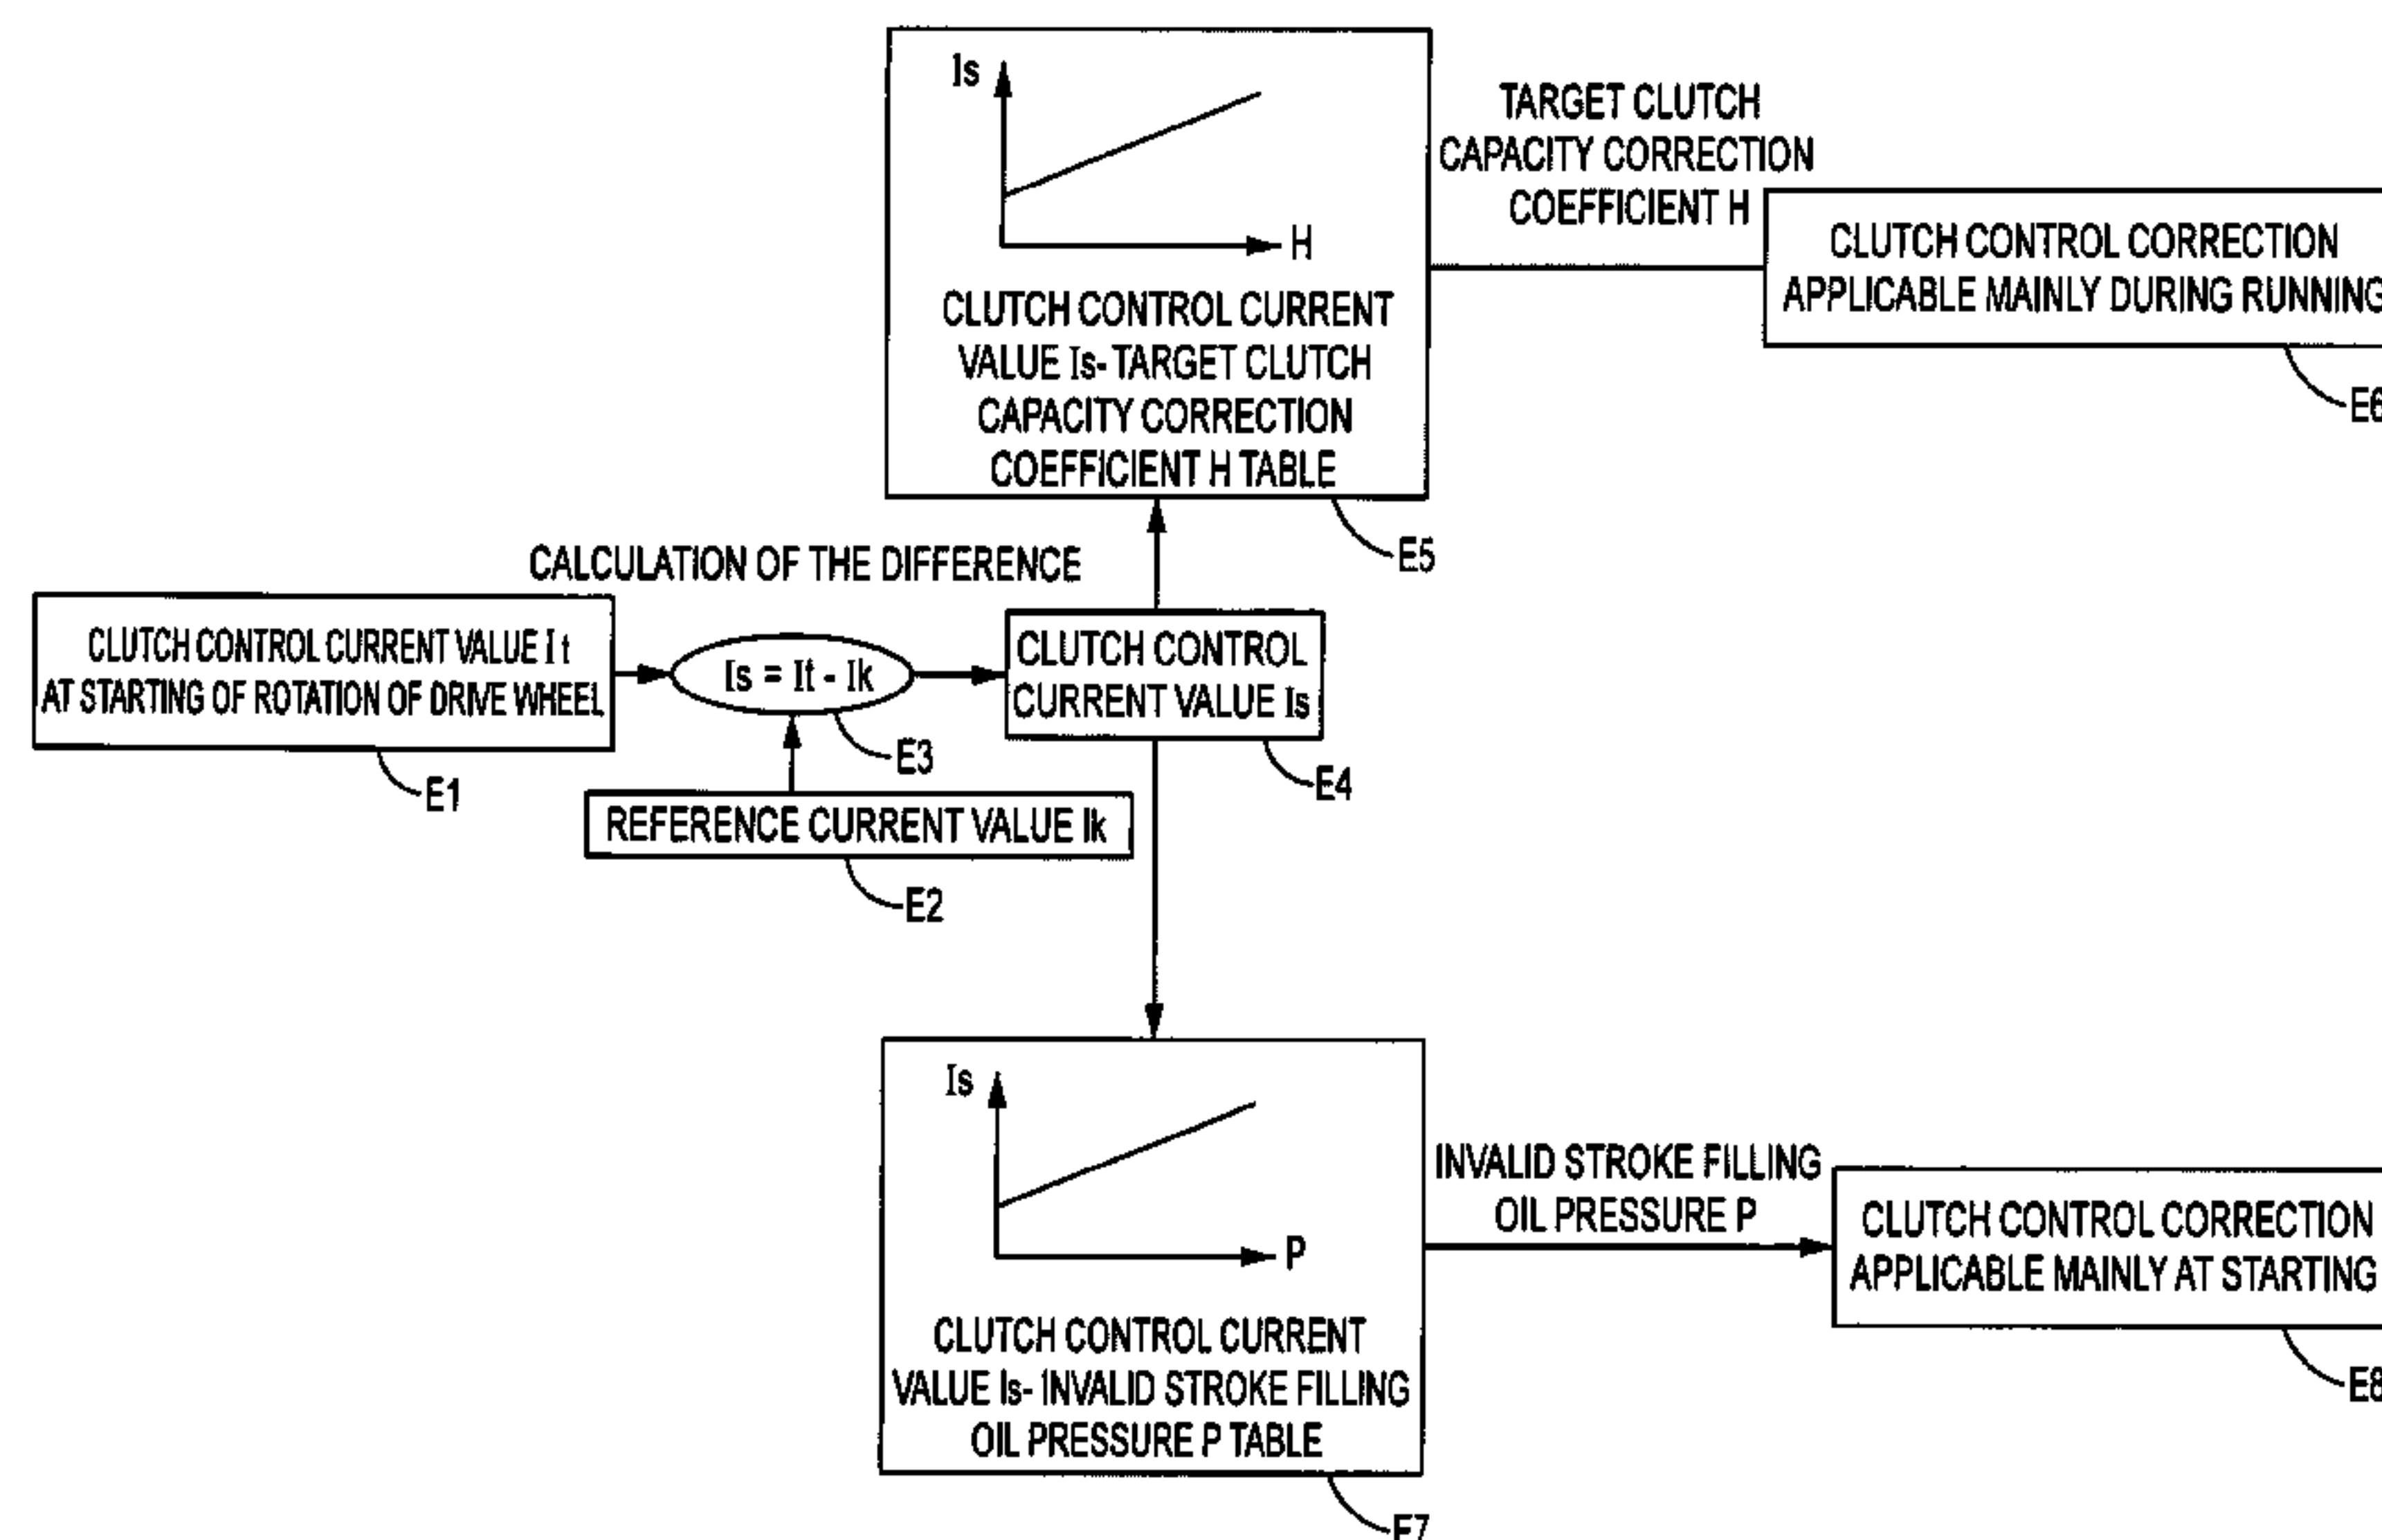 Is
H
CLUTCH CONTROL CURRENT
VALUE Is- TARGET CLUTCH
CAPACITY CORRECTION
COEFFICIENT H TABLE
E5
TARGET CLUTCH
CAPACITY CORRECTION
COEFFICIENT H
CLUTCH CONTROL CORRECTION
APPLICABLE MAINLY DURING RUNNING
E6
CALCULATION OF THE DIFFERENCE
CLUTCH CONTROL CURRENT VALUE I t
AT STARTING OF ROTATION OF DRIVE WHEEL
E1
Is = It - Ik
E3
REFERENCE CURRENT VALUE Ik
E2
CLUTCH CONTROL
CURRENT VALUE Is
E4
Is
P
CLUTCH CONTROL CURRENT
VALUE Is- INVALID STROKE FILLING
OIL PRESSURE P TABLE
E7
INVALID STROKE FILLING
OIL PRESSURE P
CLUTCH CONTROL CORRECTION
APPLICABLE MAINLY AT STARTING
E8